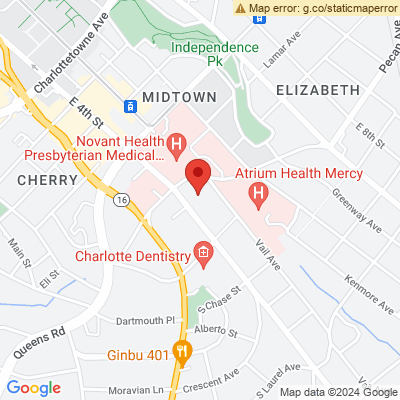 Map error: g.co/staticmaperror
Charlottetowne Ave
Independence
Pk
Lamar Ave
Pecan Ave
E 4th St
MIDTOWN
ELIZABETH
E 8th St
Novant Health
Presbyterian Medical...
H
CHERRY
Atrium Health Mercy
H
16
Greenway Ave
Main St
Eli St
Charlotte Dentistry
Vail Ave
Kenmore Ave
S Chase St
Queens Rd
Dartmouth Pl
Alberto St
Ginbu 401
Crescent Ave
S Laurel Ave
Moravian Ln
Google
Map data ©2024 Google